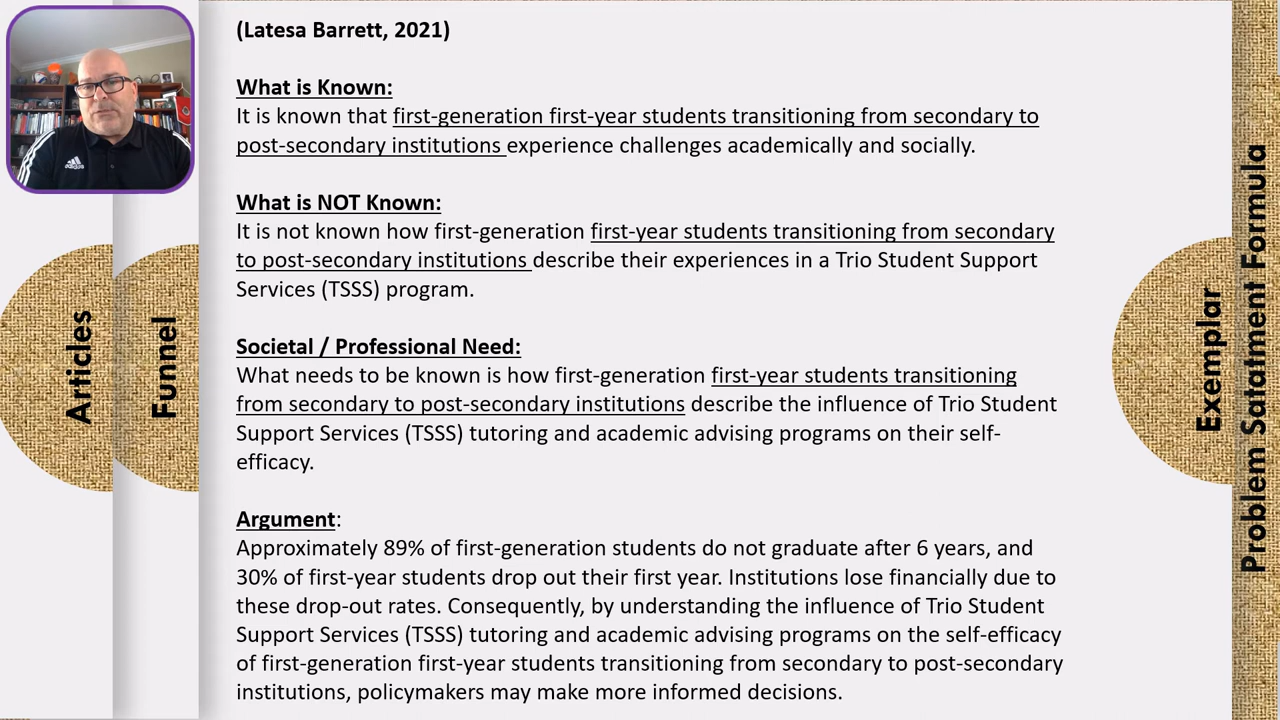 (Latesa Barrett, 2021)
What is Known:
It is known that first-generation first-year students transitioning from secondary to
post-secondary institutions experience challenges academically and socially.
What is NOT Known:
It is not known how first-generation first-year students transitioning from secondary
to post-secondary institutions describe their experiences in a Trio Student Support
Services (TSSS) program.
Societal / Professional Need:
What needs to be known is how first-generation first-year students transitioning
from secondary to post-secondary institutions describe the influence of Trio Student
Support Services (TSSS) tutoring and academic advising programs on their self-
efficacy.
Argument:
Approximately 89% of first-generation students do not graduate after 6 years, and
30% of first-year students drop out their first year. Institutions lose financially due to
these drop-out rates. Consequently, by understanding the influence of Trio Student
Support Services (TSSS) tutoring and academic advising programs on the self-efficacy
of first-generation first-year students transitioning from secondary to post-secondary
institutions, policymakers may make more informed decisions.
Articles
Funnel
Exemplar
Problem Satatment Formula
adidas